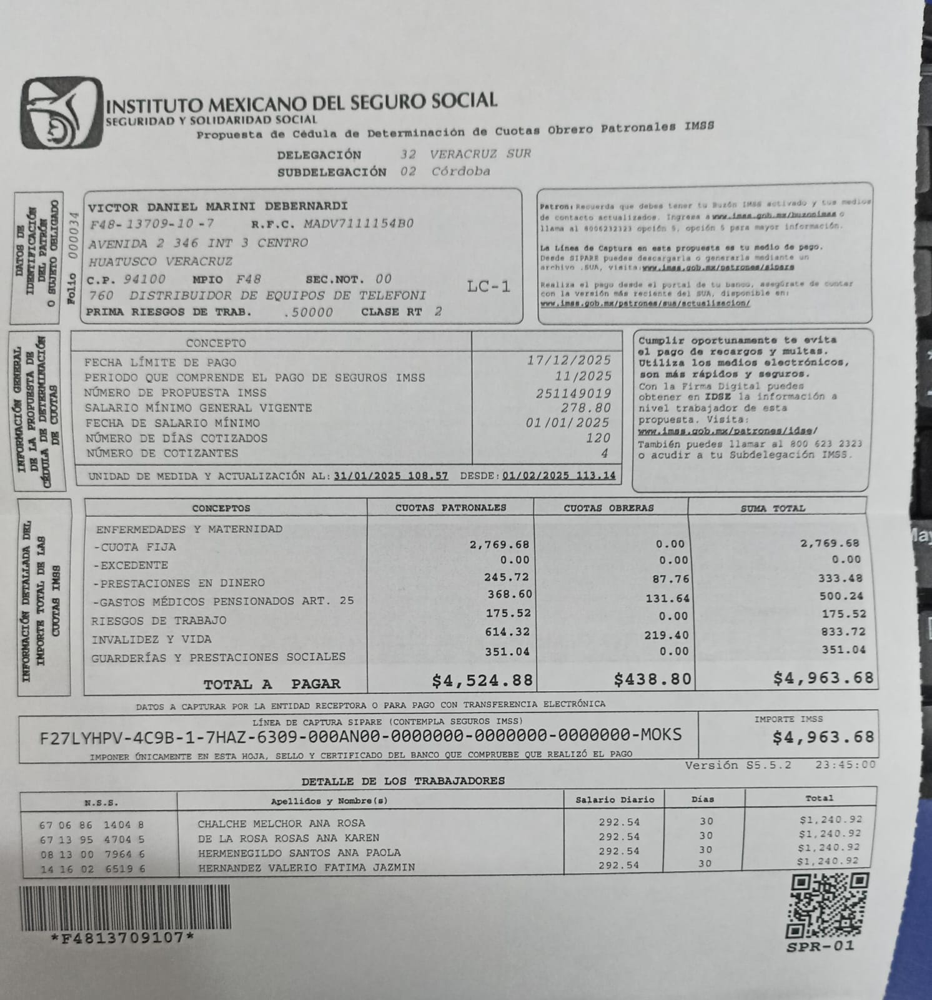 INSTITUTO MEXICANO DEL SEGURO SOCIAL
SEGURIDAD Y SOLIDARIDAD SOCIAL
Propuesta de Cédula de Determinación de Cuotas Obrero Patronales IMSS
DELEGACIÓN 32 VERACRUZ SUR
SUBDELEGACIÓN 02 Córdoba
DATOS DE
IDENTIFICACIÓN
DEL PATRÓN
O SUJETO OBLIGADO
Folio 000034
VICTOR DANIEL MARINI DEBERNARDI
F48-13709-10-7 R.F.C. MADV7111154B0
AVENIDA 2 346 INT 3 CENTRO
HUATUSCO VERACRUZ
C.P. 94100 MPIO F48 SEC.NOT. 00
760 DISTRIBUIDOR DE EQUIPOS DE TELEFONI
PRIMA RIESGOS DE TRAB. .50000 CLASE RT 2
LC-1
Patron: Recuerda que debes tener tu Buzón IMSS activado y tus medios
de contacto actualizados. Ingresa a www.imss.gob.mx/buzonimss o
llama al 8006232323 opción 5, opción 5 para mayor información.
La Línea de Captura en esta propuesta es tu medio de pago.
Desde SIPARE puedes descargarla o generarla mediante un
archivo .SUA, visita:www.imss.gob.mx/patrones/sipare
Realiza el pago desde el portal de tu banco, asegúrate de contar
con la versión más reciente del SUA, disponible en:
www.imss.gob.mx/patrones/sua/actualizacion/
INFORMACIÓN GENERAL
DE LA PROPUESTA DE
CÉDULA DE DETERMINACIÓN
DE CUOTAS
CONCEPTO
FECHA LÍMITE DE PAGO 17/12/2025
PERIODO QUE COMPRENDE EL PAGO DE SEGUROS IMSS 11/2025
NÚMERO DE PROPUESTA IMSS 251149019
SALARIO MÍNIMO GENERAL VIGENTE 278.80
FECHA DE SALARIO MÍNIMO 01/01/2025
NÚMERO DE DÍAS COTIZADOS 120
NÚMERO DE COTIZANTES 4
UNIDAD DE MEDIDA Y ACTUALIZACIÓN AL: 31/01/2025 108.57 DESDE: 01/02/2025 113.14
Cumplir oportunamente te evita
el pago de recargos y multas.
Utiliza los medios electrónicos,
son más rápidos y seguros.
Con la Firma Digital puedes
obtener en IDSE la información a
nivel trabajador de esta
propuesta. Visita:
www.imss.gob.mx/patrones/idse/
También puedes llamar al 800 623 2323
o acudir a tu Subdelegación IMSS.
INFORMACIÓN DETALLADA DEL
IMPORTE TOTAL DE LAS
CUOTAS IMSS
CONCEPTOS CUOTAS PATRONALES CUOTAS OBRERAS SUMA TOTAL
ENFERMEDADES Y MATERNIDAD
-CUOTA FIJA 2,769.68 0.00 2,769.68
-EXCEDENTE 0.00 0.00 0.00
-PRESTACIONES EN DINERO 245.72 87.76 333.48
-GASTOS MÉDICOS PENSIONADOS ART. 25 368.60 131.64 500.24
RIESGOS DE TRABAJO 175.52 0.00 175.52
INVALIDEZ Y VIDA 614.32 219.40 833.72
GUARDERÍAS Y PRESTACIONES SOCIALES 351.04 0.00 351.04
TOTAL A PAGAR $4,524.88 $438.80 $4,963.68
DATOS A CAPTURAR POR LA ENTIDAD RECEPTORA O PARA PAGO CON TRANSFERENCIA ELECTRÓNICA
LÍNEA DE CAPTURA SIPARE (CONTEMPLA SEGUROS IMSS)
F27LYHPV-4C9B-1-7HAZ-6309-000AN00-0000000-0000000-0000000-MOKS
IMPONER ÚNICAMENTE EN ESTA HOJA, SELLO Y CERTIFICADO DEL BANCO QUE COMPRUEBE QUE REALIZÓ EL PAGO
IMPORTE IMSS
$4,963.68
Versión S5.5.2 23:45:00
DETALLE DE LOS TRABAJADORES
N.S.S. Apellidos y Nombre(s) Salario Diario Días Total
67 06 86 1404 8 CHALCHE MELCHOR ANA ROSA 292.54 30 $1,240.92
67 13 95 4704 5 DE LA ROSA ROSAS ANA KAREN 292.54 30 $1,240.92
08 13 00 7964 6 HERMENEGILDO SANTOS ANA PAOLA 292.54 30 $1,240.92
14 16 02 6519 6 HERNANDEZ VALERIO FATIMA JAZMIN 292.54 30 $1,240.92
*F4813709107*
SPR-01